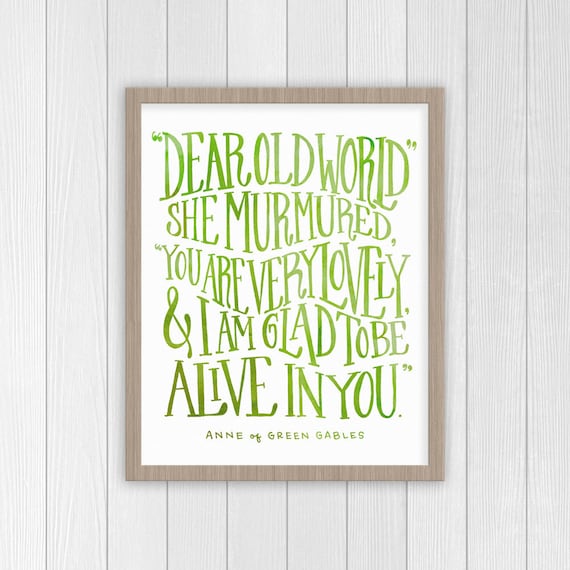 “DEAR OLD WORLD”
SHE MURMURED,
“YOU ARE VERY LOVELY,
& I AM GLAD TO BE
ALIVE IN YOU.”
ANNE of GREEN GABLES